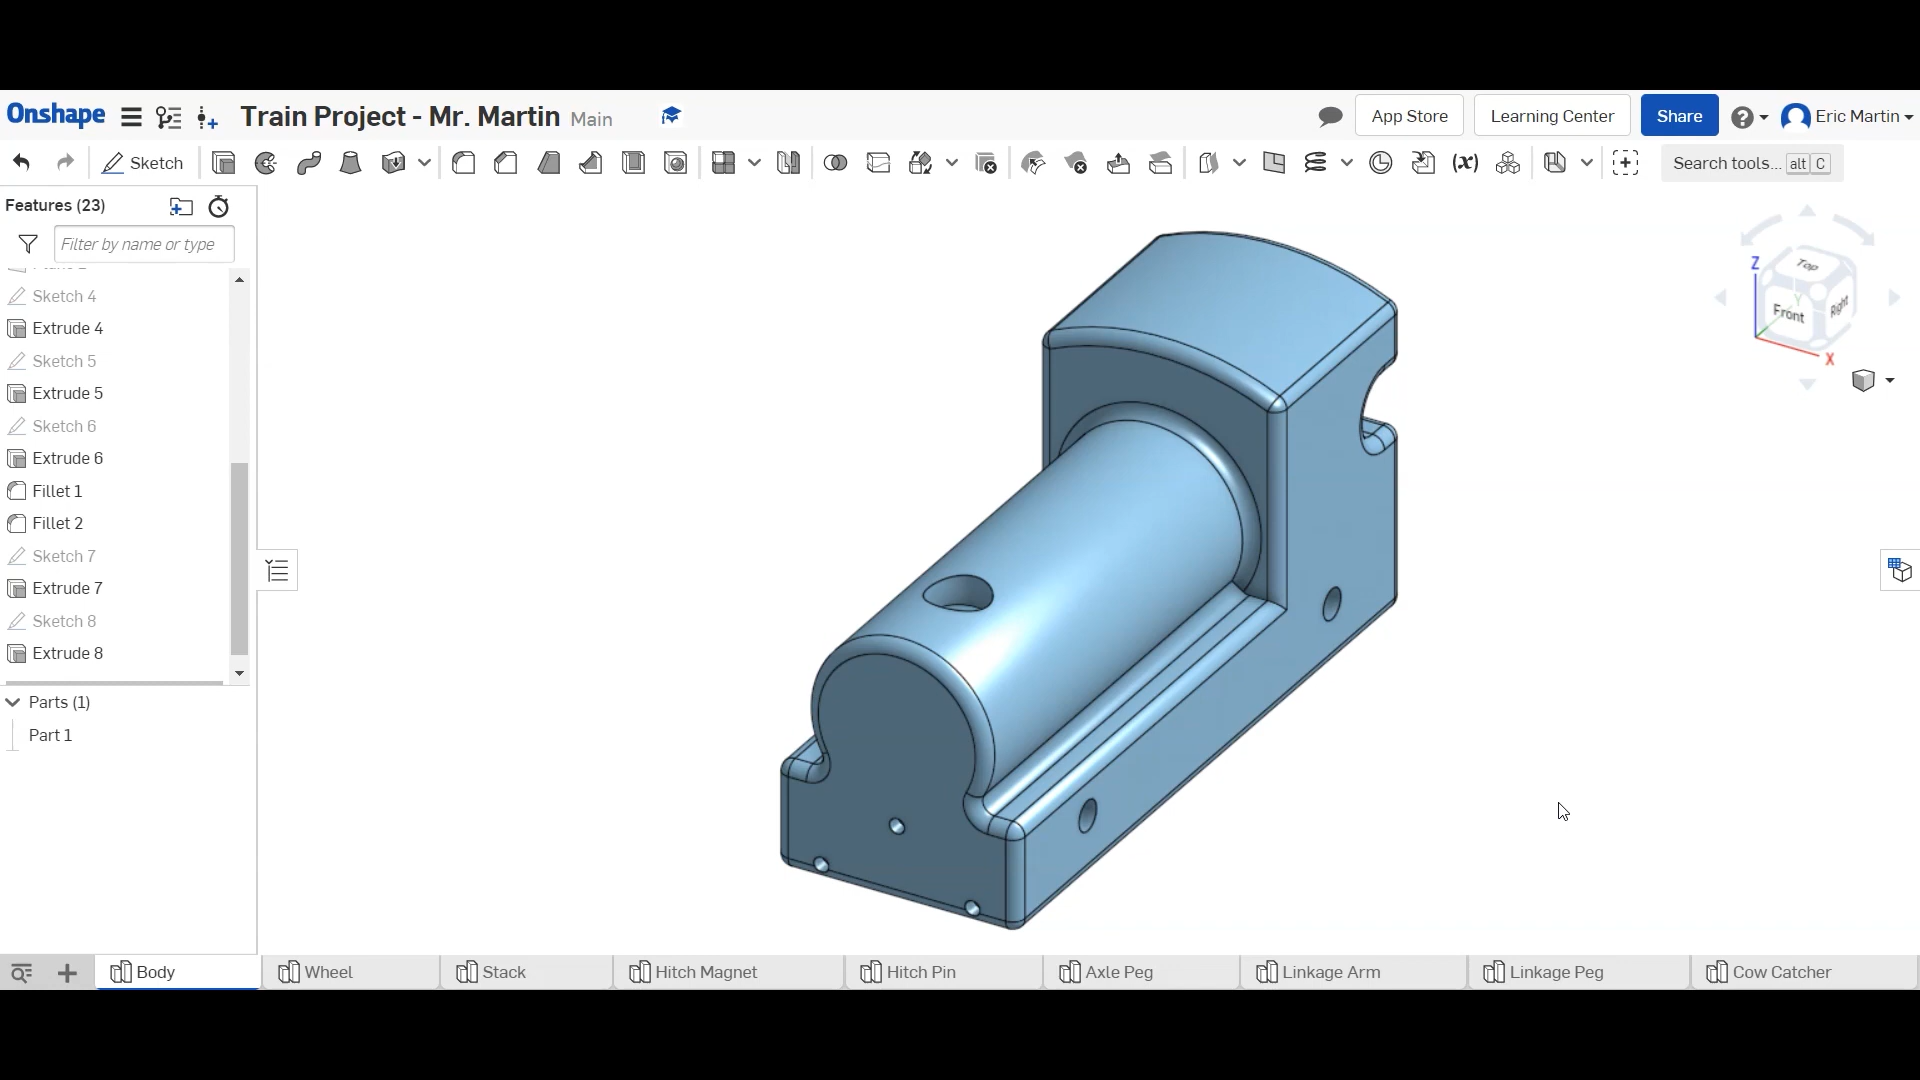 Onshape
Train Project - Mr. Martin Main
App Store
Learning Center
Share
Eric Martin
Sketch
Search tools... alt C
Features (23)
Filter by name or type
Sketch 4
Extrude 4
Sketch 5
Extrude 5
Sketch 6
Extrude 6
Fillet 1
Fillet 2
Sketch 7
Extrude 7
Sketch 8
Extrude 8
Parts (1)
Part 1
Z
Top
Y
Front
Right
X
Body
Wheel
Stack
Hitch Magnet
Hitch Pin
Axle Peg
Linkage Arm
Linkage Peg
Cow Catcher